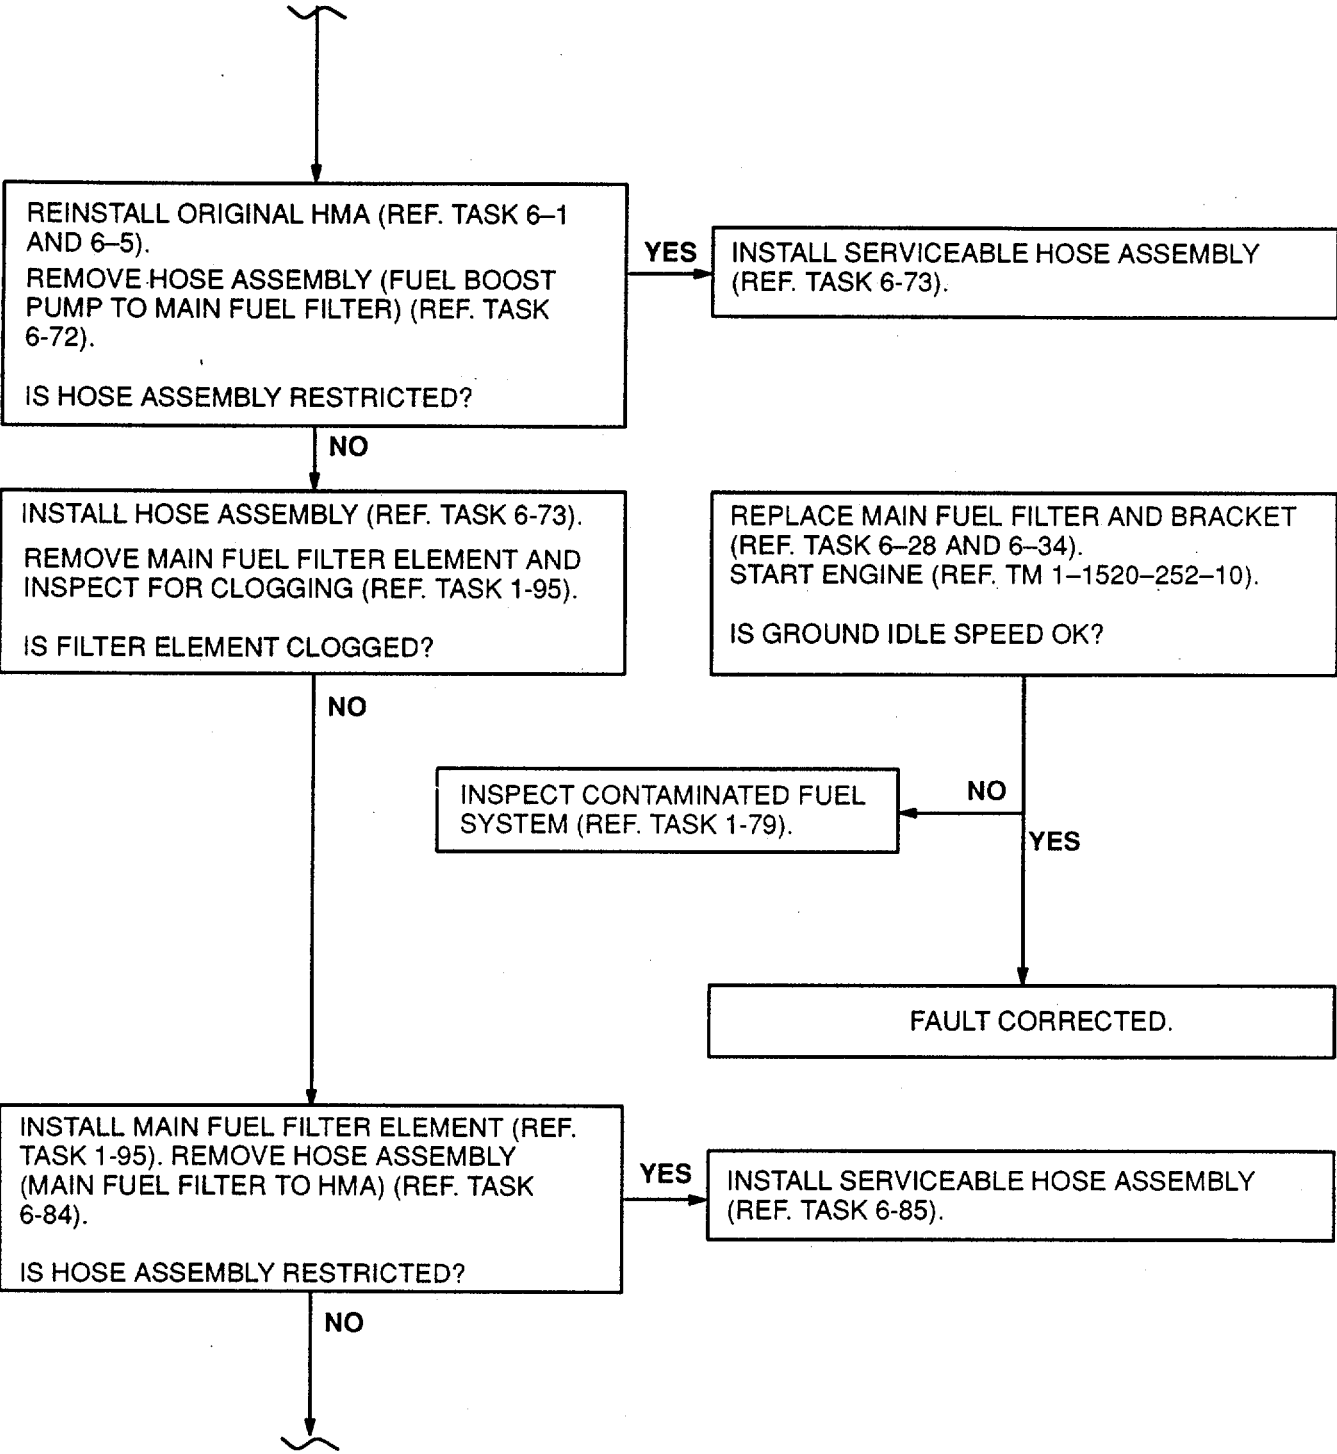 REINSTALL ORIGINAL HMA (REF. TASK 6–1
AND 6–5).
REMOVE HOSE ASSEMBLY (FUEL BOOST
PUMP TO MAIN FUEL FILTER) (REF. TASK
6-72).
IS HOSE ASSEMBLY RESTRICTED?
YES
INSTALL SERVICEABLE HOSE ASSEMBLY
(REF. TASK 6-73).
NO
INSTALL HOSE ASSEMBLY (REF. TASK 6-73).
REMOVE MAIN FUEL FILTER ELEMENT AND
INSPECT FOR CLOGGING (REF. TASK 1-95).
IS FILTER ELEMENT CLOGGED?
REPLACE MAIN FUEL FILTER AND BRACKET
(REF. TASK 6–28 AND 6–34).
START ENGINE (REF. TM 1–1520–252–10).
IS GROUND IDLE SPEED OK?
NO
INSPECT CONTAMINATED FUEL
SYSTEM (REF. TASK 1-79).
NO
YES
FAULT CORRECTED.
INSTALL MAIN FUEL FILTER ELEMENT (REF.
TASK 1-95). REMOVE HOSE ASSEMBLY
(MAIN FUEL FILTER TO HMA) (REF. TASK
6-84).
IS HOSE ASSEMBLY RESTRICTED?
YES
INSTALL SERVICEABLE HOSE ASSEMBLY
(REF. TASK 6-85).
NO